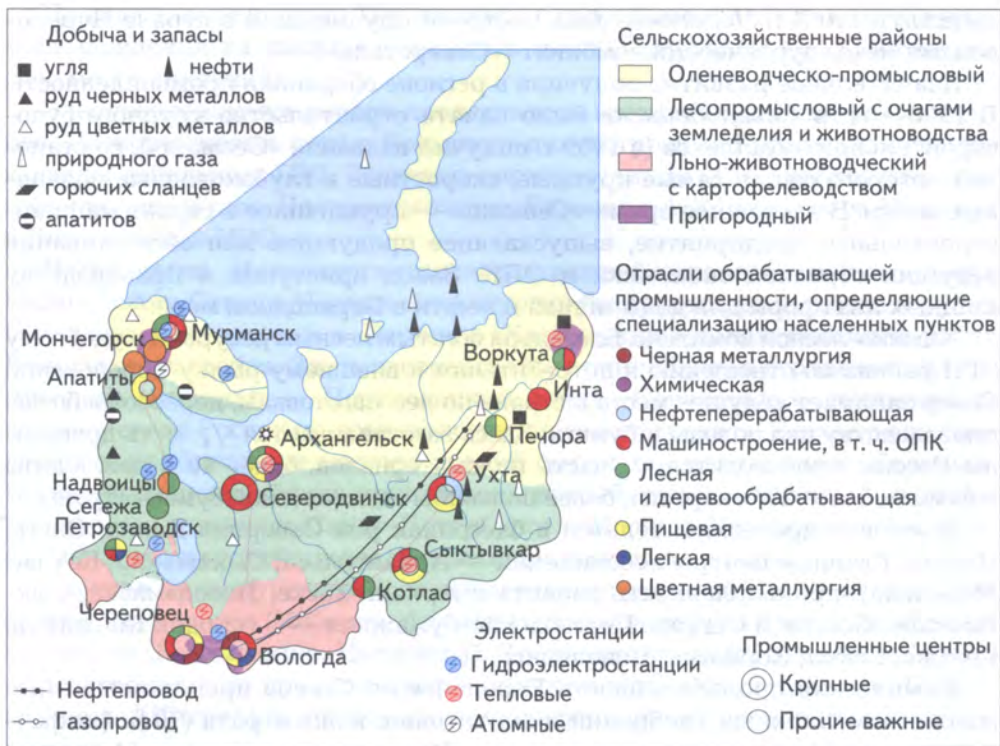 Добыча и запасы
угля
нефти
руд черных металлов
руд цветных металлов
природного газа
горючих сланцев
апатитов
Сельскохозяйственные районы
Оленеводческо-промысловый
Лесопромысловый с очагами
земледелия и животноводства
Льно-животноводческий
с картофелеводством
Пригородный
Отрасли обрабатывающей
промышленности, определяющие
специализацию населенных пунктов
Черная металлургия
Химическая
Нефтеперерабатывающая
Машиностроение, в т. ч. ОПК
Лесная
и деревообрабатывающая
Пищевая
Легкая
Цветная металлургия
Мурманск
Мончегорск
Апатиты
Воркута
Инта
Печора
Архангельск
Ухта
Надвоицы
Северодвинск
Сегежа
Петрозаводск
Сыктывкар
Котлас
Череповец
Вологда
Нефтепровод
Газопровод
Электростанции
Гидроэлектростанции
Тепловые
Атомные
Промышленные центры
Крупные
Прочие важные